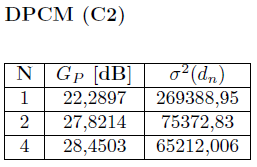 DPCM (C2)
N G_P [dB] σ²(d_n)
1 22,2897 269388,95
2 27,8214 75372,83
4 28,4503 65212,006